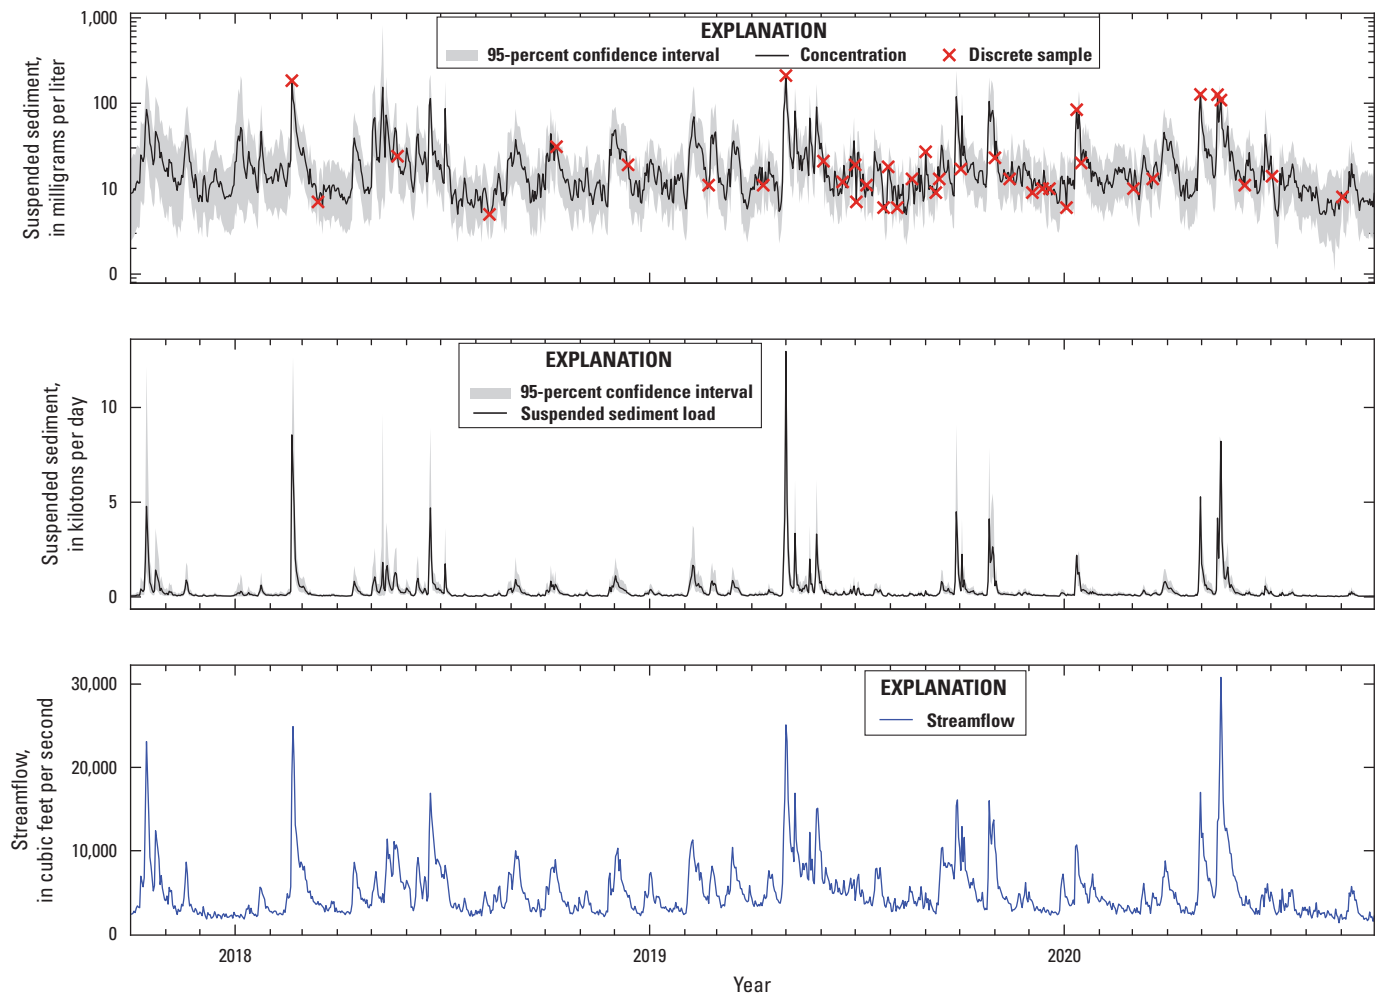 Suspended sediment,
in milligrams per liter
1,000
100
10
0
EXPLANATION
95-percent confidence interval
Concentration
Discrete sample
Suspended sediment,
in kilotons per day
10
5
0
EXPLANATION
95-percent confidence interval
Suspended sediment load
Streamflow,
in cubic feet per second
30,000
20,000
10,000
0
EXPLANATION
Streamflow
2018
2019
2020
Year